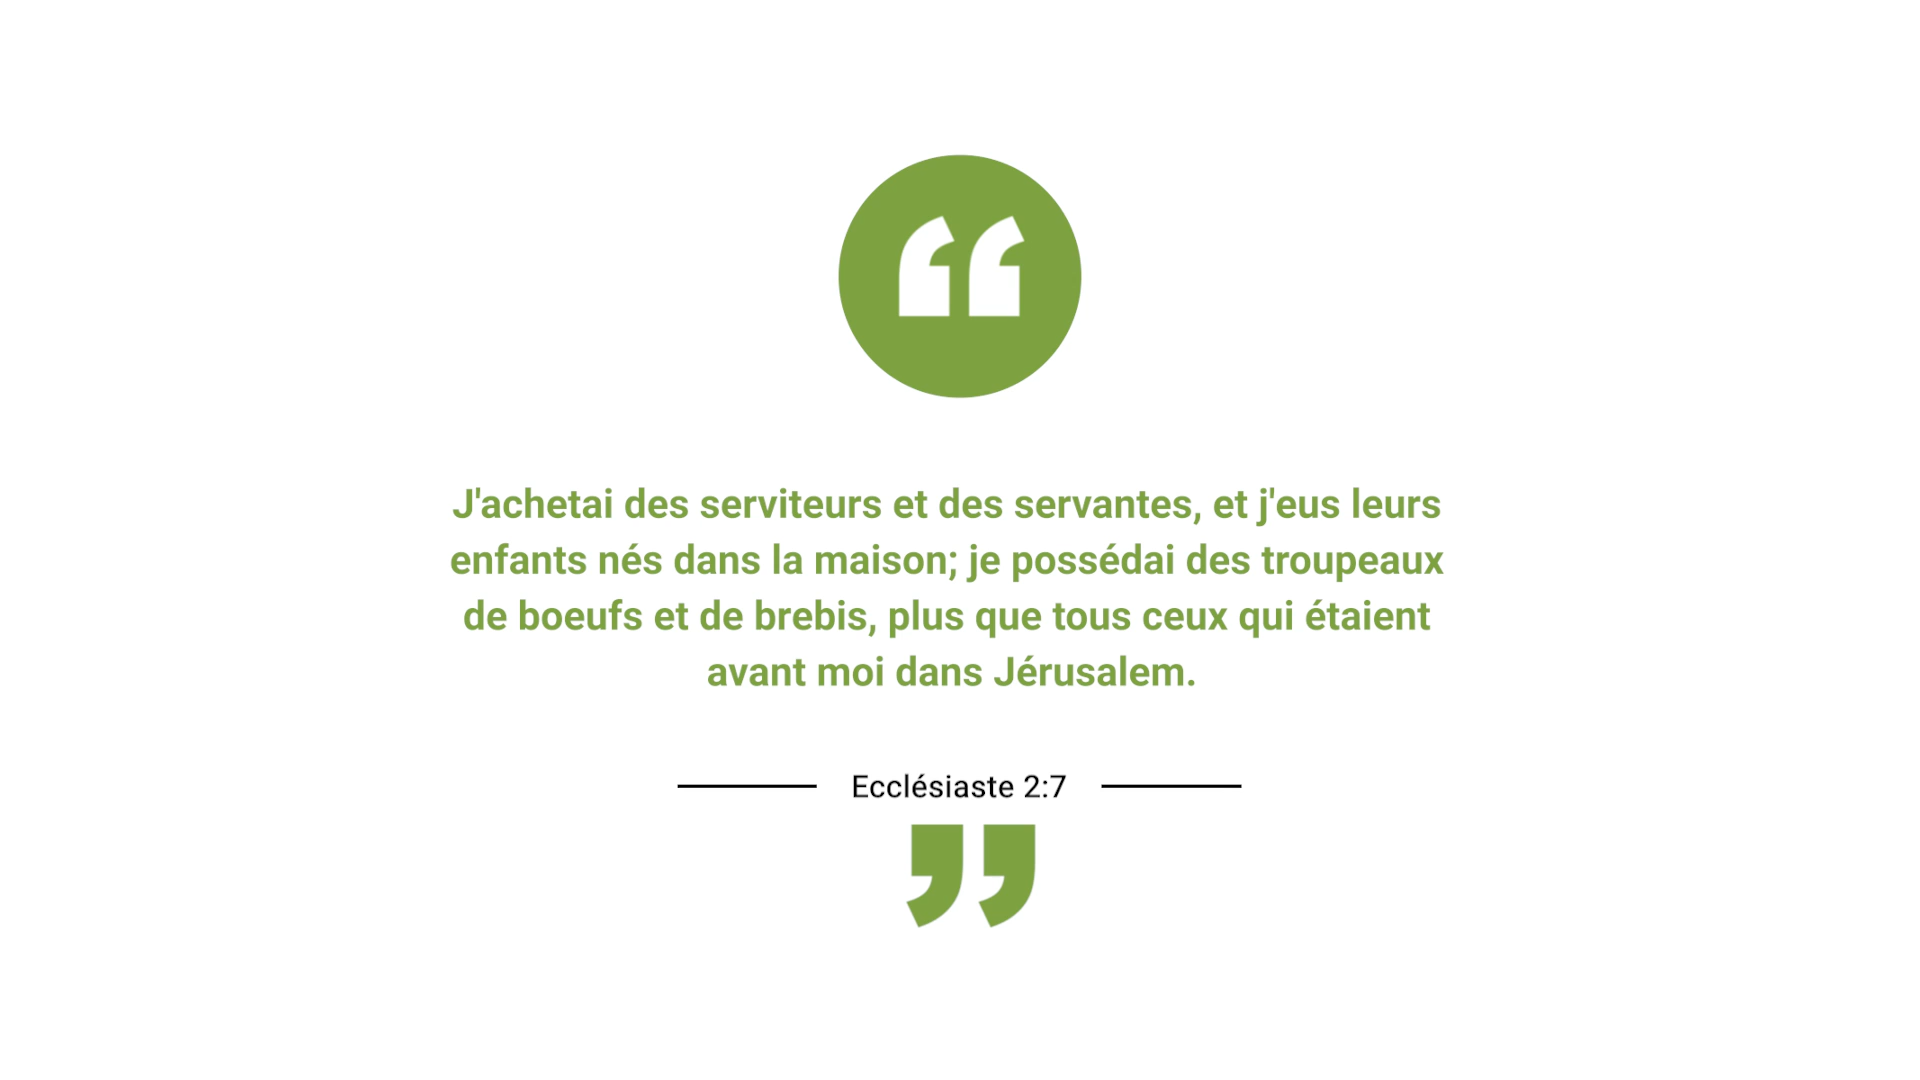 J'achetai des serviteurs et des servantes, et j'eus leurs
enfants nés dans la maison; je possédai des troupeaux
de boeufs et de brebis, plus que tous ceux qui étaient
avant moi dans Jérusalem.
Ecclésiaste 2:7